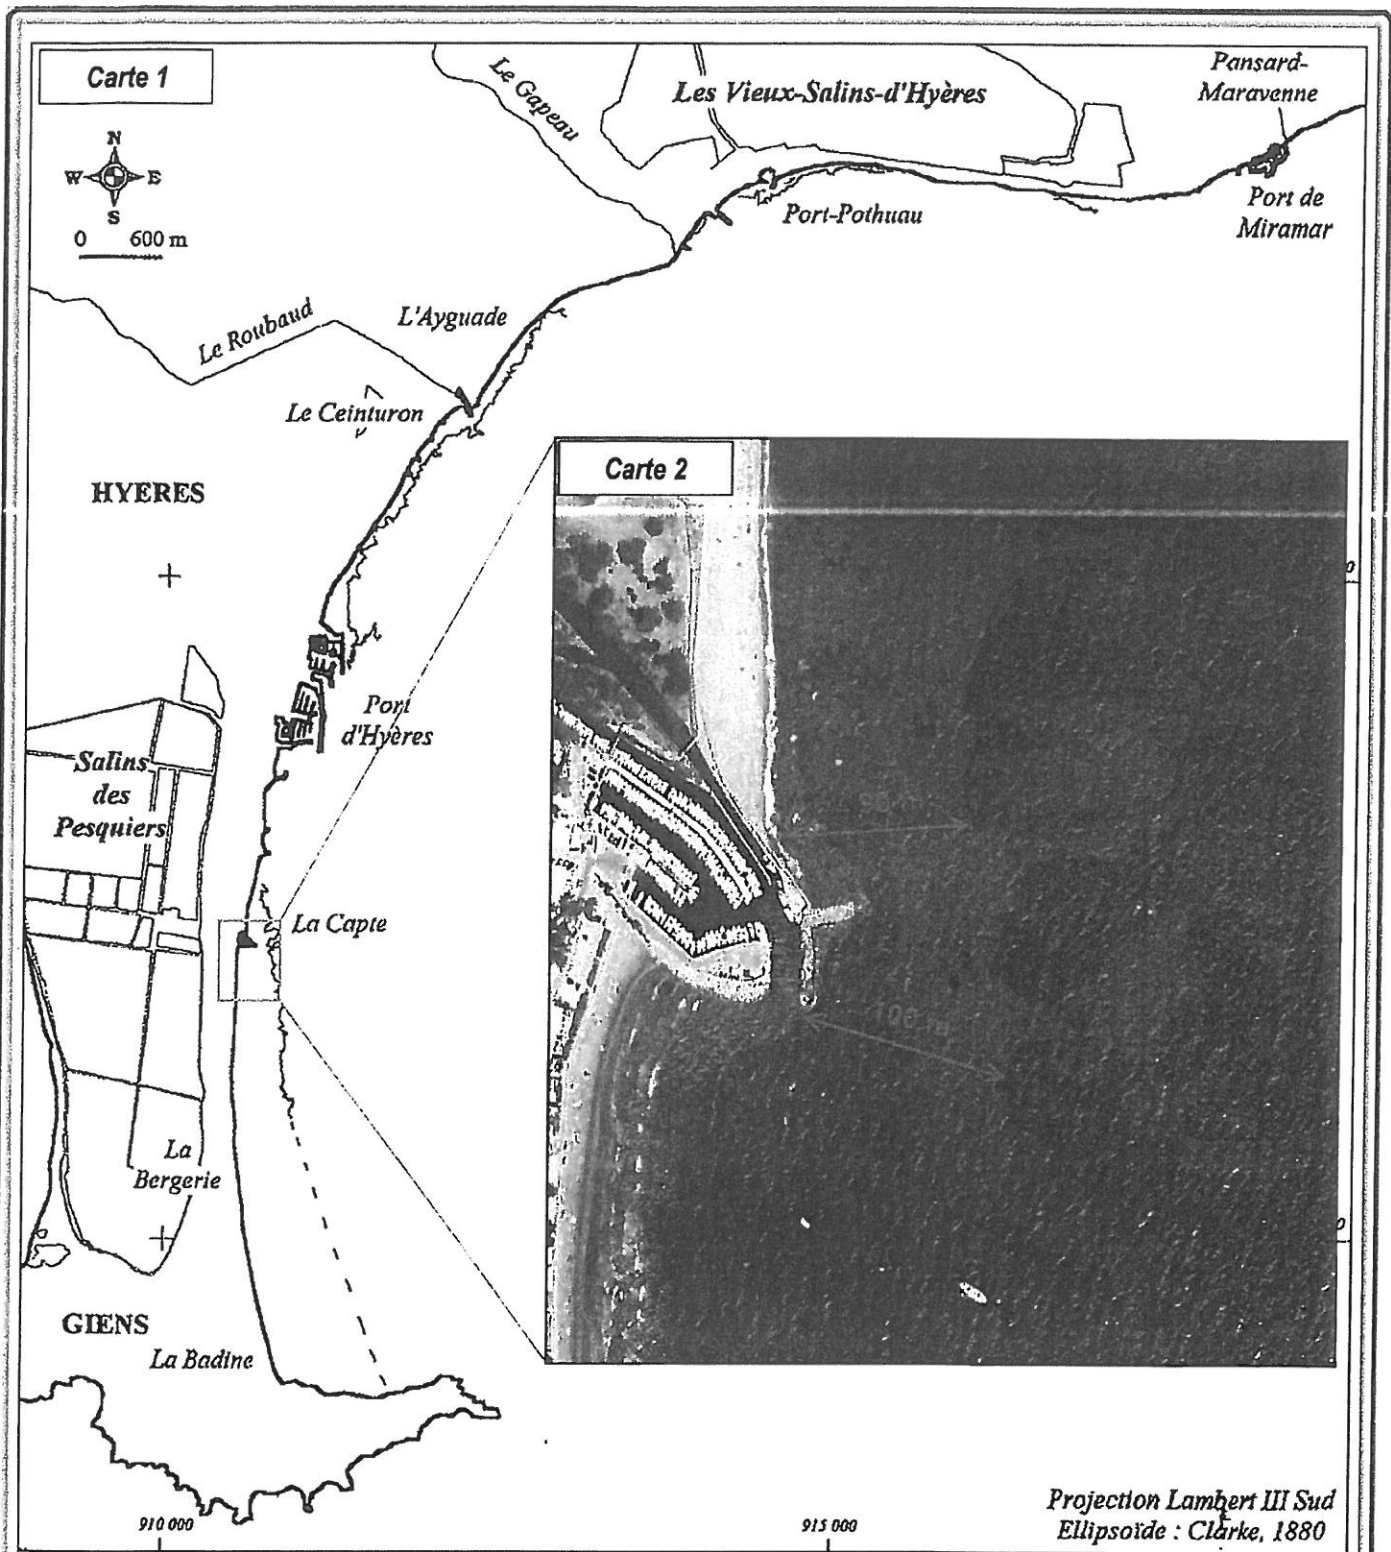 Carte 1
N
W E
S
0 600 m
Le Gapeau
Les Vieux-Salins-d'Hyères
Pansard-
Maravenne
Port-Pothuau
Port de
Miramar
Le Roubaud
L'Ayguade
Le Ceinturon
HYERES
Carte 2
0
Port
d'Hyères
Salins
des
Pesquiers
La Capte
100 m
La
Bergerie
0
GIENS
La Badine
Projection Lambert III Sud
Ellipsoïde : Clarke, 1880
910 000
915 000